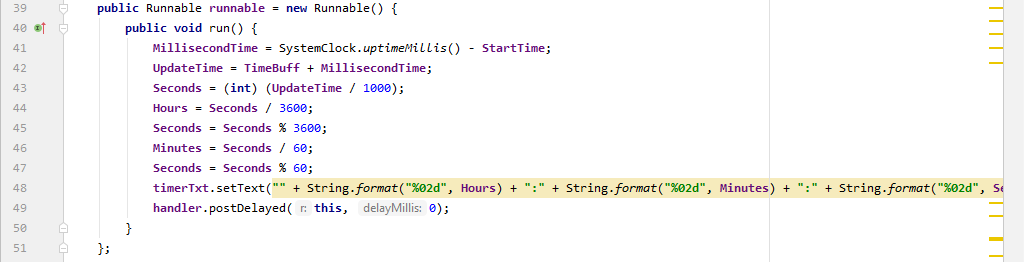 39 public Runnable runnable = new Runnable() {
40 public void run() {
41 MillisecondTime = SystemClock.uptimeMillis() - StartTime;
42 UpdateTime = TimeBuff + MillisecondTime;
43 Seconds = (int) (UpdateTime / 1000);
44 Hours = Seconds / 3600;
45 Seconds = Seconds % 3600;
46 Minutes = Seconds / 60;
47 Seconds = Seconds % 60;
48 timerTxt.setText("" + String.format("%02d", Hours) + ":" + String.format("%02d", Minutes) + ":" + String.format("%02d", Se
49 handler.postDelayed( r: this, delayMillis: 0);
50 }
51 };